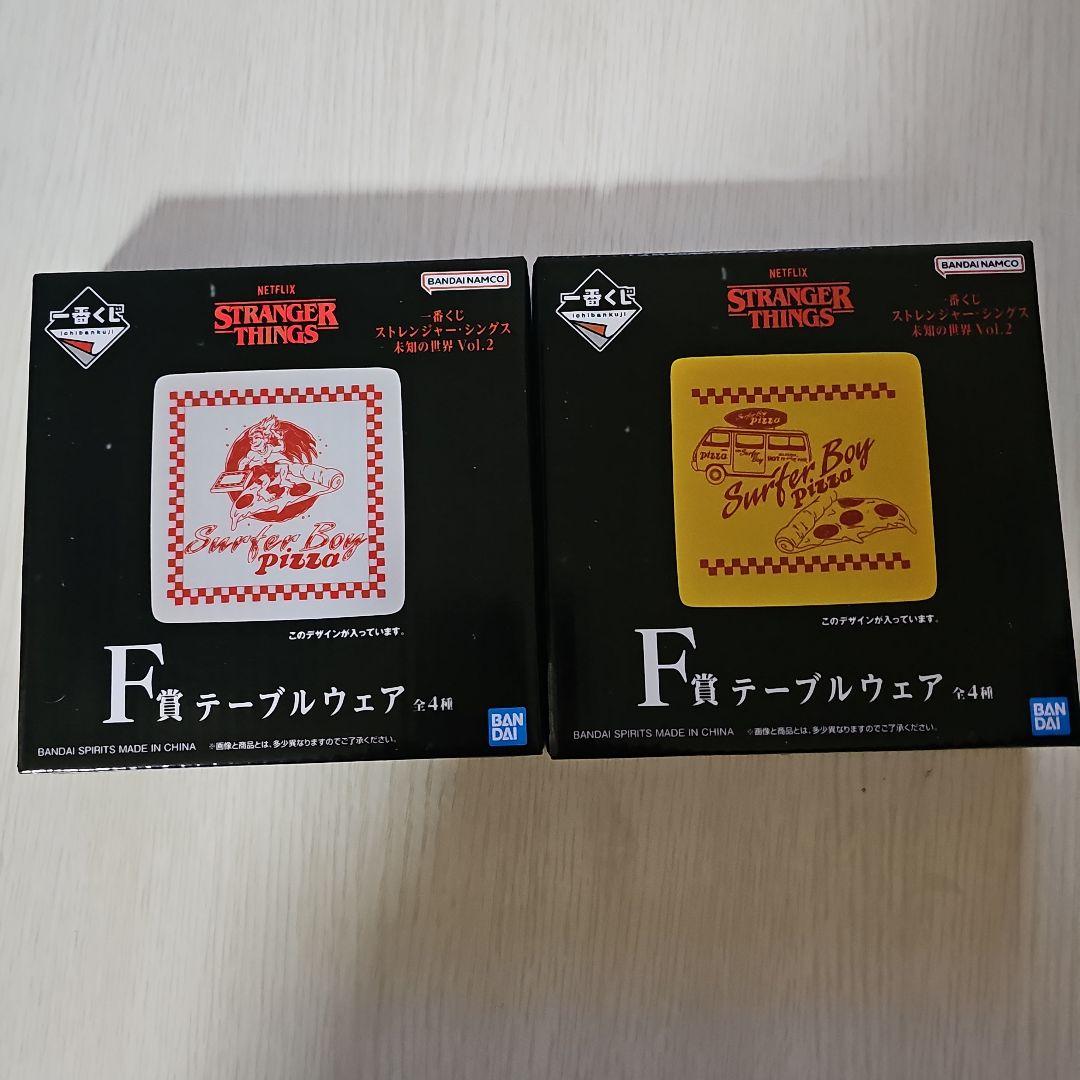 一番くじ
ichibankuji
NETFLIX
STRANGER
THINGS
BANDAI NAMCO
一番くじ
ストレンジャー・シングス
未知の世界 Vol.2
Surfer Boy
Pizza
このデザインが入っています。
F賞 テーブルウェア 全4種
BANDAI SPIRITS MADE IN CHINA ※画像と商品とは、多少異なりますのでご了承ください。
BAN
DAI
一番くじ
ichibankuji
NETFLIX
STRANGER
THINGS
BANDAI NAMCO
一番くじ
ストレンジャー・シングス
未知の世界 Vol.2
Surfer Boy
Pizza
Pizza
Surfer Boy
Surfer Boy
Pizza
このデザインが入っています。
F賞 テーブルウェア 全4種
BANDAI SPIRITS MADE IN CHINA ※画像と商品とは、多少異なりますのでご了承ください。
BAN
DAI